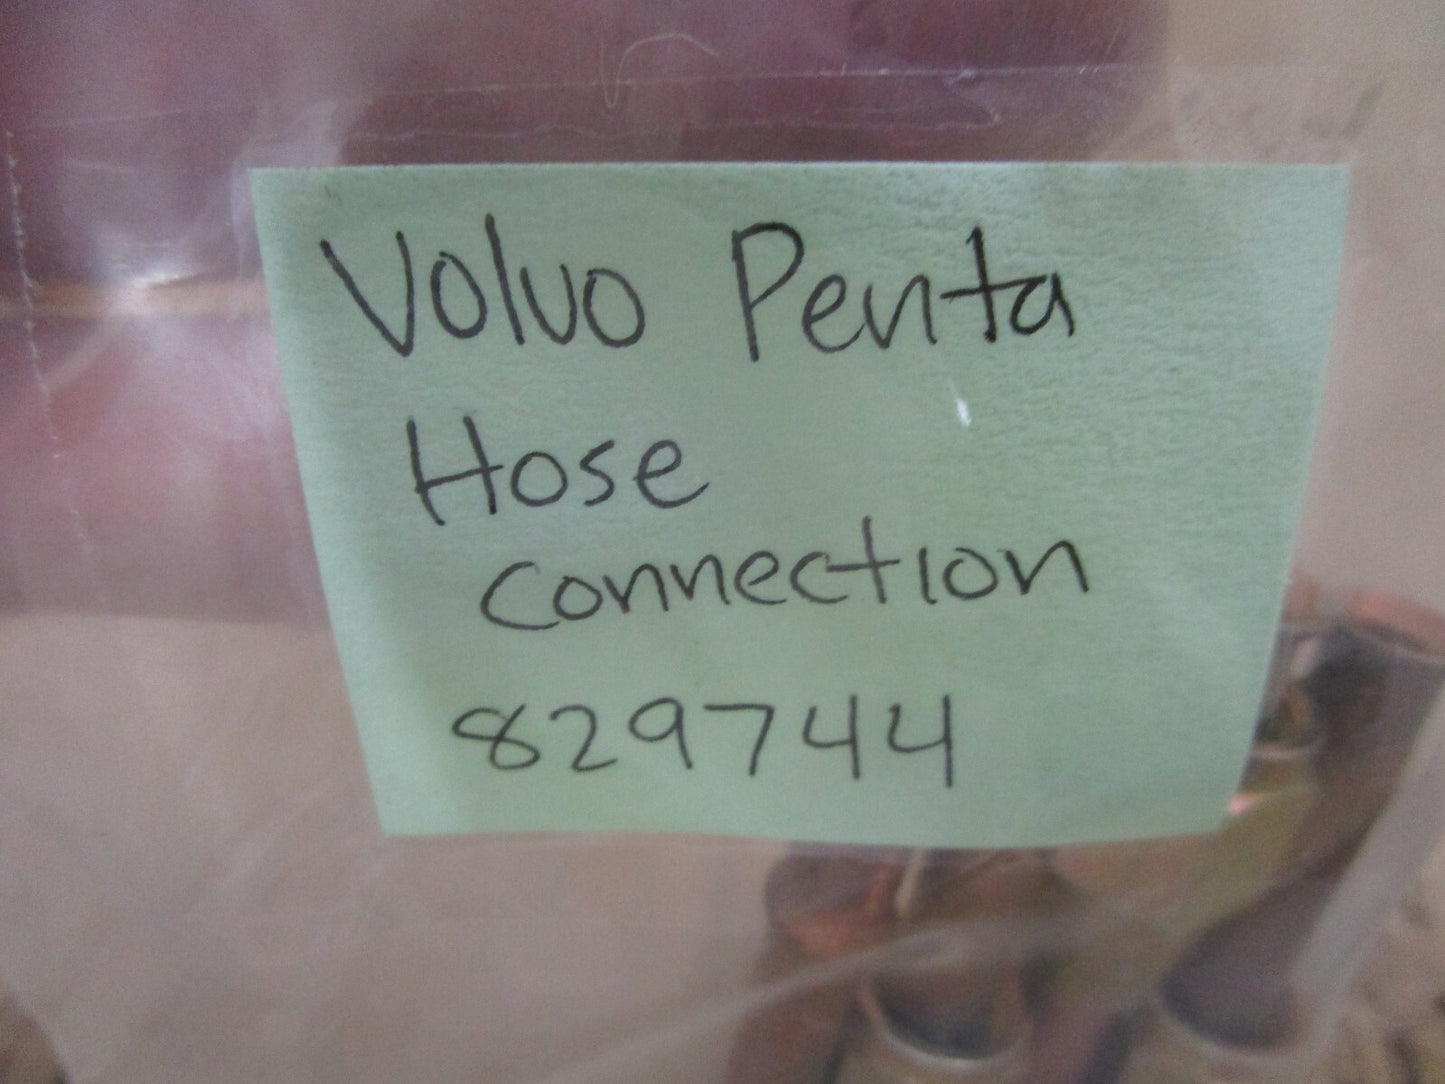 Volvo Penta
Hose
connection
829744